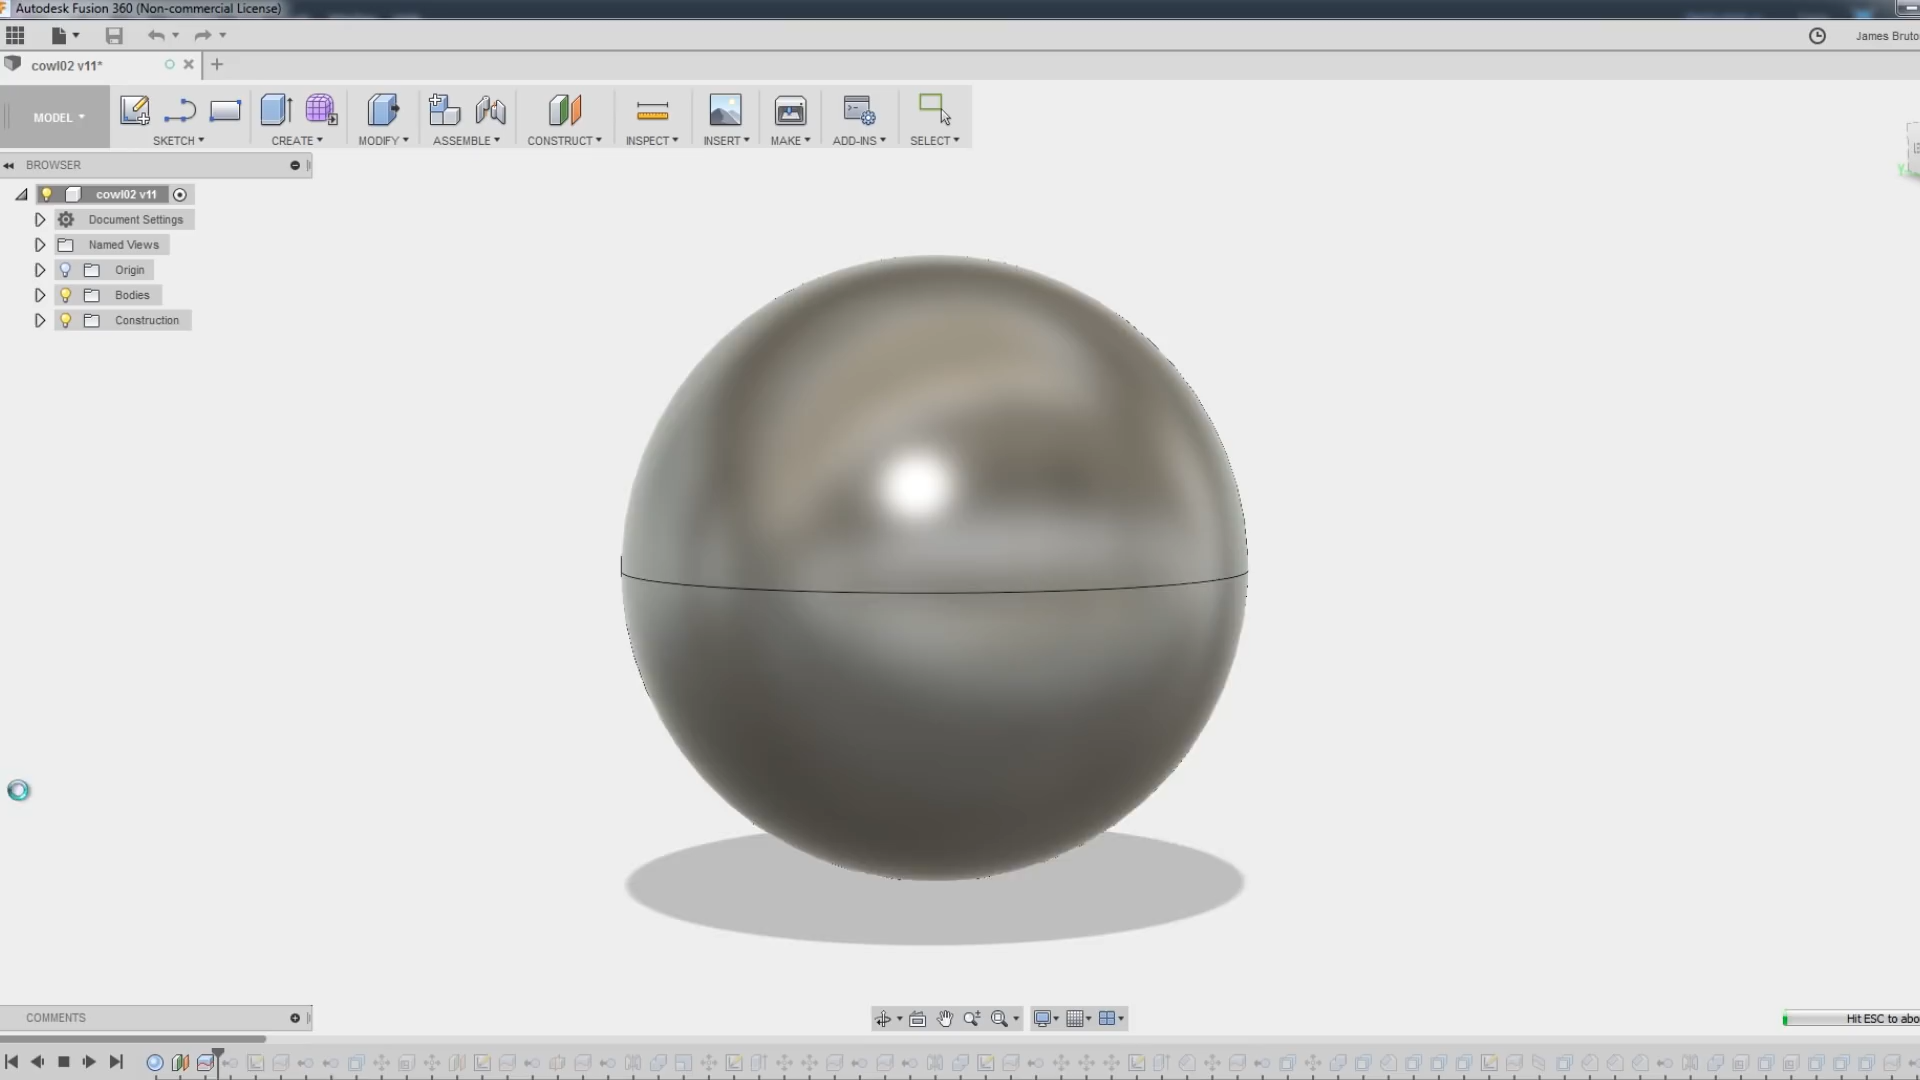 Autodesk Fusion 360 (Non-commercial License)
James Bruto
cowl02 v11*
MODEL
SKETCH
CREATE
MODIFY
ASSEMBLE
CONSTRUCT
INSPECT
INSERT
MAKE
ADD-INS
SELECT
BROWSER
cowl02 v11
Document Settings
Named Views
Origin
Bodies
Construction
COMMENTS
Hit ESC to abo